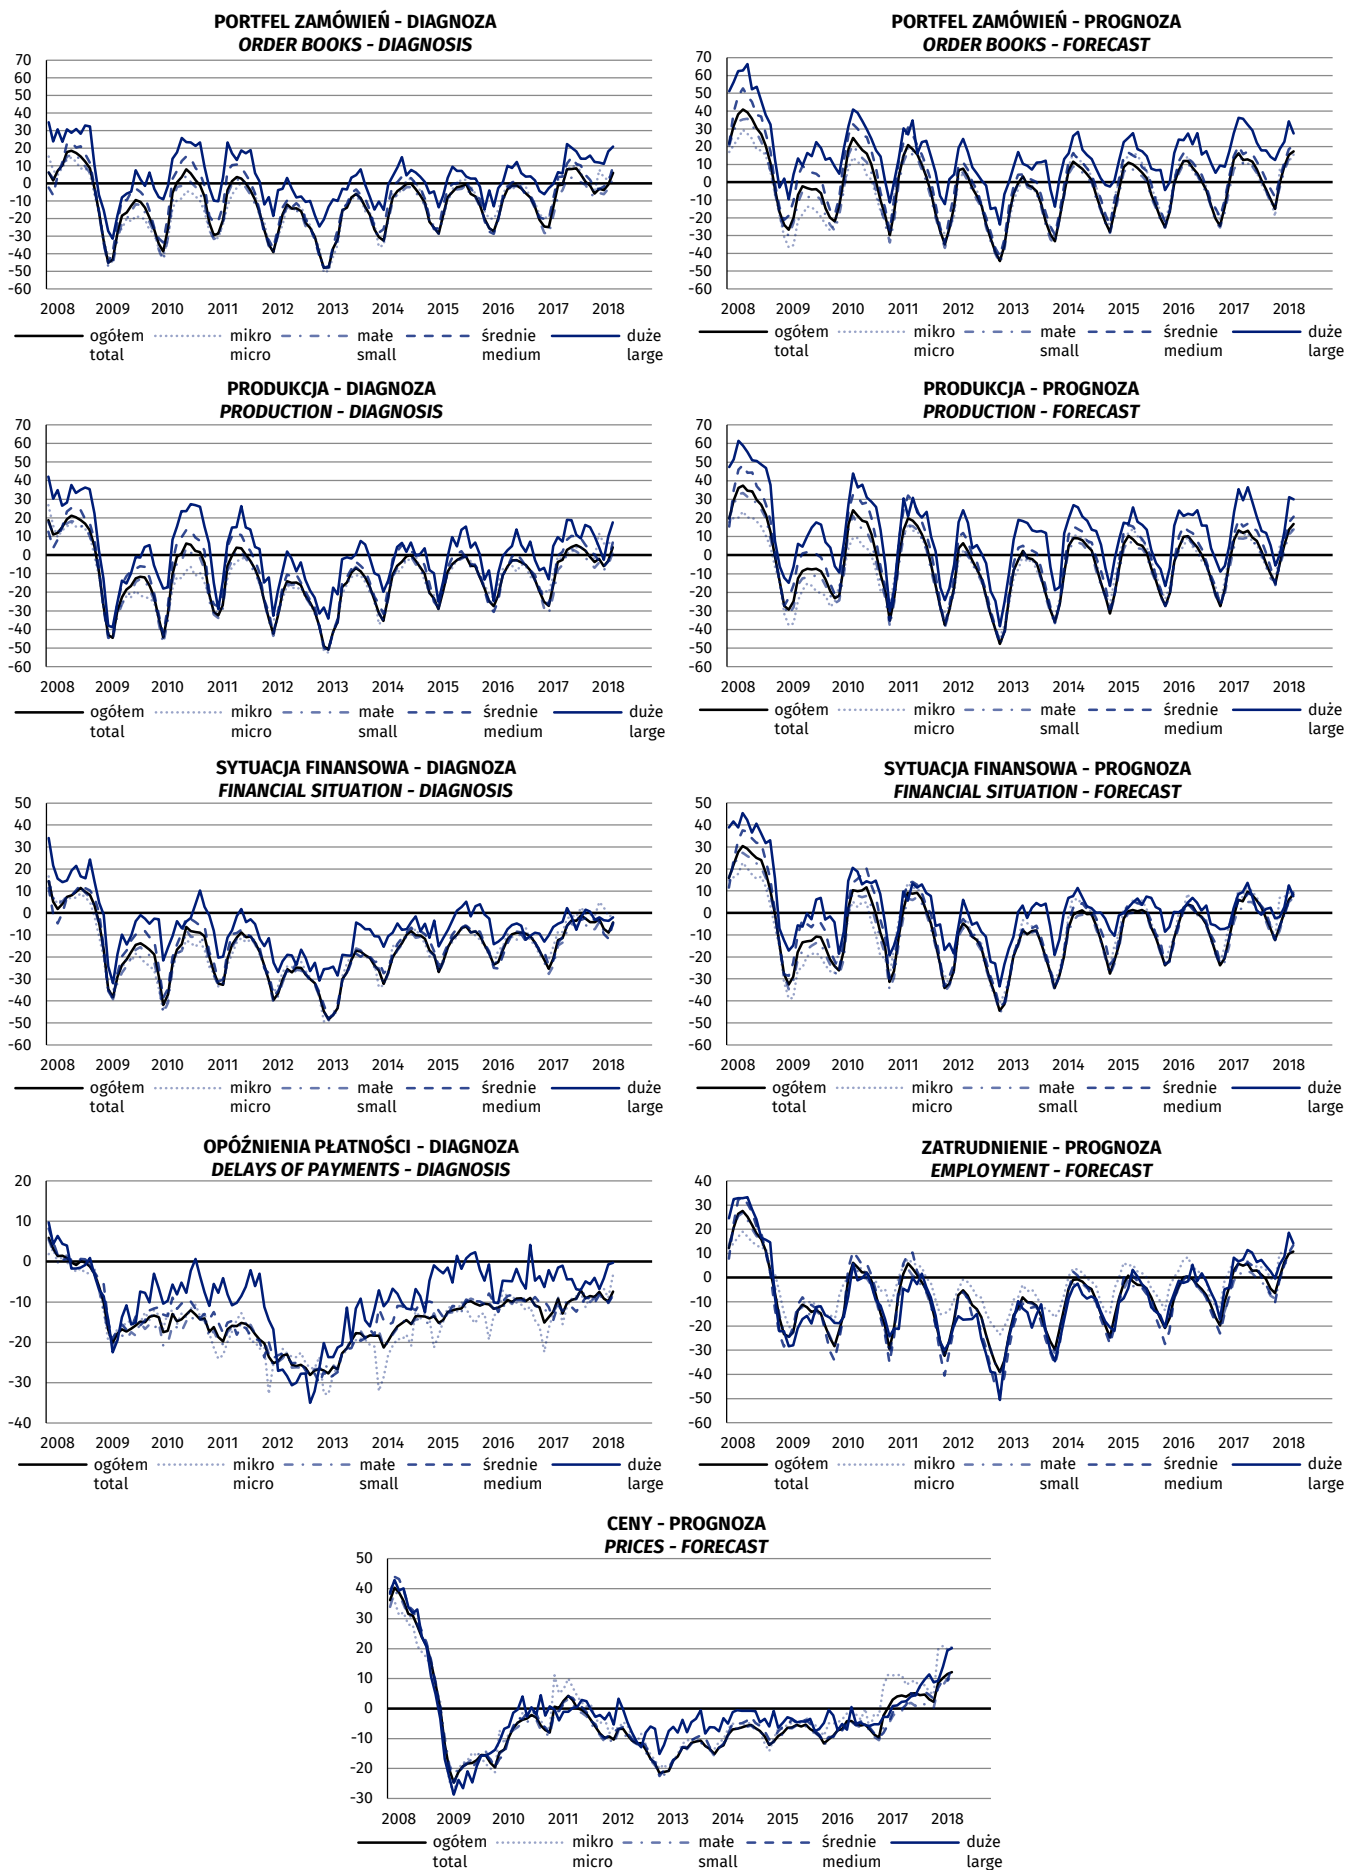 PORTFEL ZAMÓWIEŃ - DIAGNOZA
ORDER BOOKS - DIAGNOSIS
70
60
50
40
30
20
10
0
-10
-20
-30
-40
-50
-60
2008 2009 2010 2011 2012 2013 2014 2015 2016 2017 2018
ogółem mikro małe średnie duże
total micro small medium large
PORTFEL ZAMÓWIEŃ - PROGNOZA
ORDER BOOKS - FORECAST
70
60
50
40
30
20
10
0
-10
-20
-30
-40
-50
-60
2008 2009 2010 2011 2012 2013 2014 2015 2016 2017 2018
ogółem mikro małe średnie duże
total micro small medium large
PRODUKCJA - DIAGNOZA
PRODUCTION - DIAGNOSIS
70
60
50
40
30
20
10
0
-10
-20
-30
-40
-50
-60
2008 2009 2010 2011 2012 2013 2014 2015 2016 2017 2018
ogółem mikro małe średnie duże
total micro small medium large
PRODUKCJA - PROGNOZA
PRODUCTION - FORECAST
70
60
50
40
30
20
10
0
-10
-20
-30
-40
-50
-60
2008 2009 2010 2011 2012 2013 2014 2015 2016 2017 2018
ogółem mikro małe średnie duże
total micro small medium large
SYTUACJA FINANSOWA - DIAGNOZA
FINANCIAL SITUATION - DIAGNOSIS
50
40
30
20
10
0
-10
-20
-30
-40
-50
-60
2008 2009 2010 2011 2012 2013 2014 2015 2016 2017 2018
ogółem mikro małe średnie duże
total micro small medium large
SYTUACJA FINANSOWA - PROGNOZA
FINANCIAL SITUATION - FORECAST
50
40
30
20
10
0
-10
-20
-30
-40
-50
-60
2008 2009 2010 2011 2012 2013 2014 2015 2016 2017 2018
ogółem mikro małe średnie duże
total micro small medium large
OPÓŹNIENIA PŁATNOŚCI - DIAGNOZA
DELAYS OF PAYMENTS - DIAGNOSIS
20
10
0
-10
-20
-30
-40
2008 2009 2010 2011 2012 2013 2014 2015 2016 2017 2018
ogółem mikro małe średnie duże
total micro small medium large
ZATRUDNIENIE - PROGNOZA
EMPLOYMENT - FORECAST
40
30
20
10
0
-10
-20
-30
-40
-50
-60
2008 2009 2010 2011 2012 2013 2014 2015 2016 2017 2018
ogółem mikro małe średnie duże
total micro small medium large
CENY - PROGNOZA
PRICES - FORECAST
50
40
30
20
10
0
-10
-20
-30
2008 2009 2010 2011 2012 2013 2014 2015 2016 2017 2018
ogółem mikro małe średnie duże
total micro small medium large